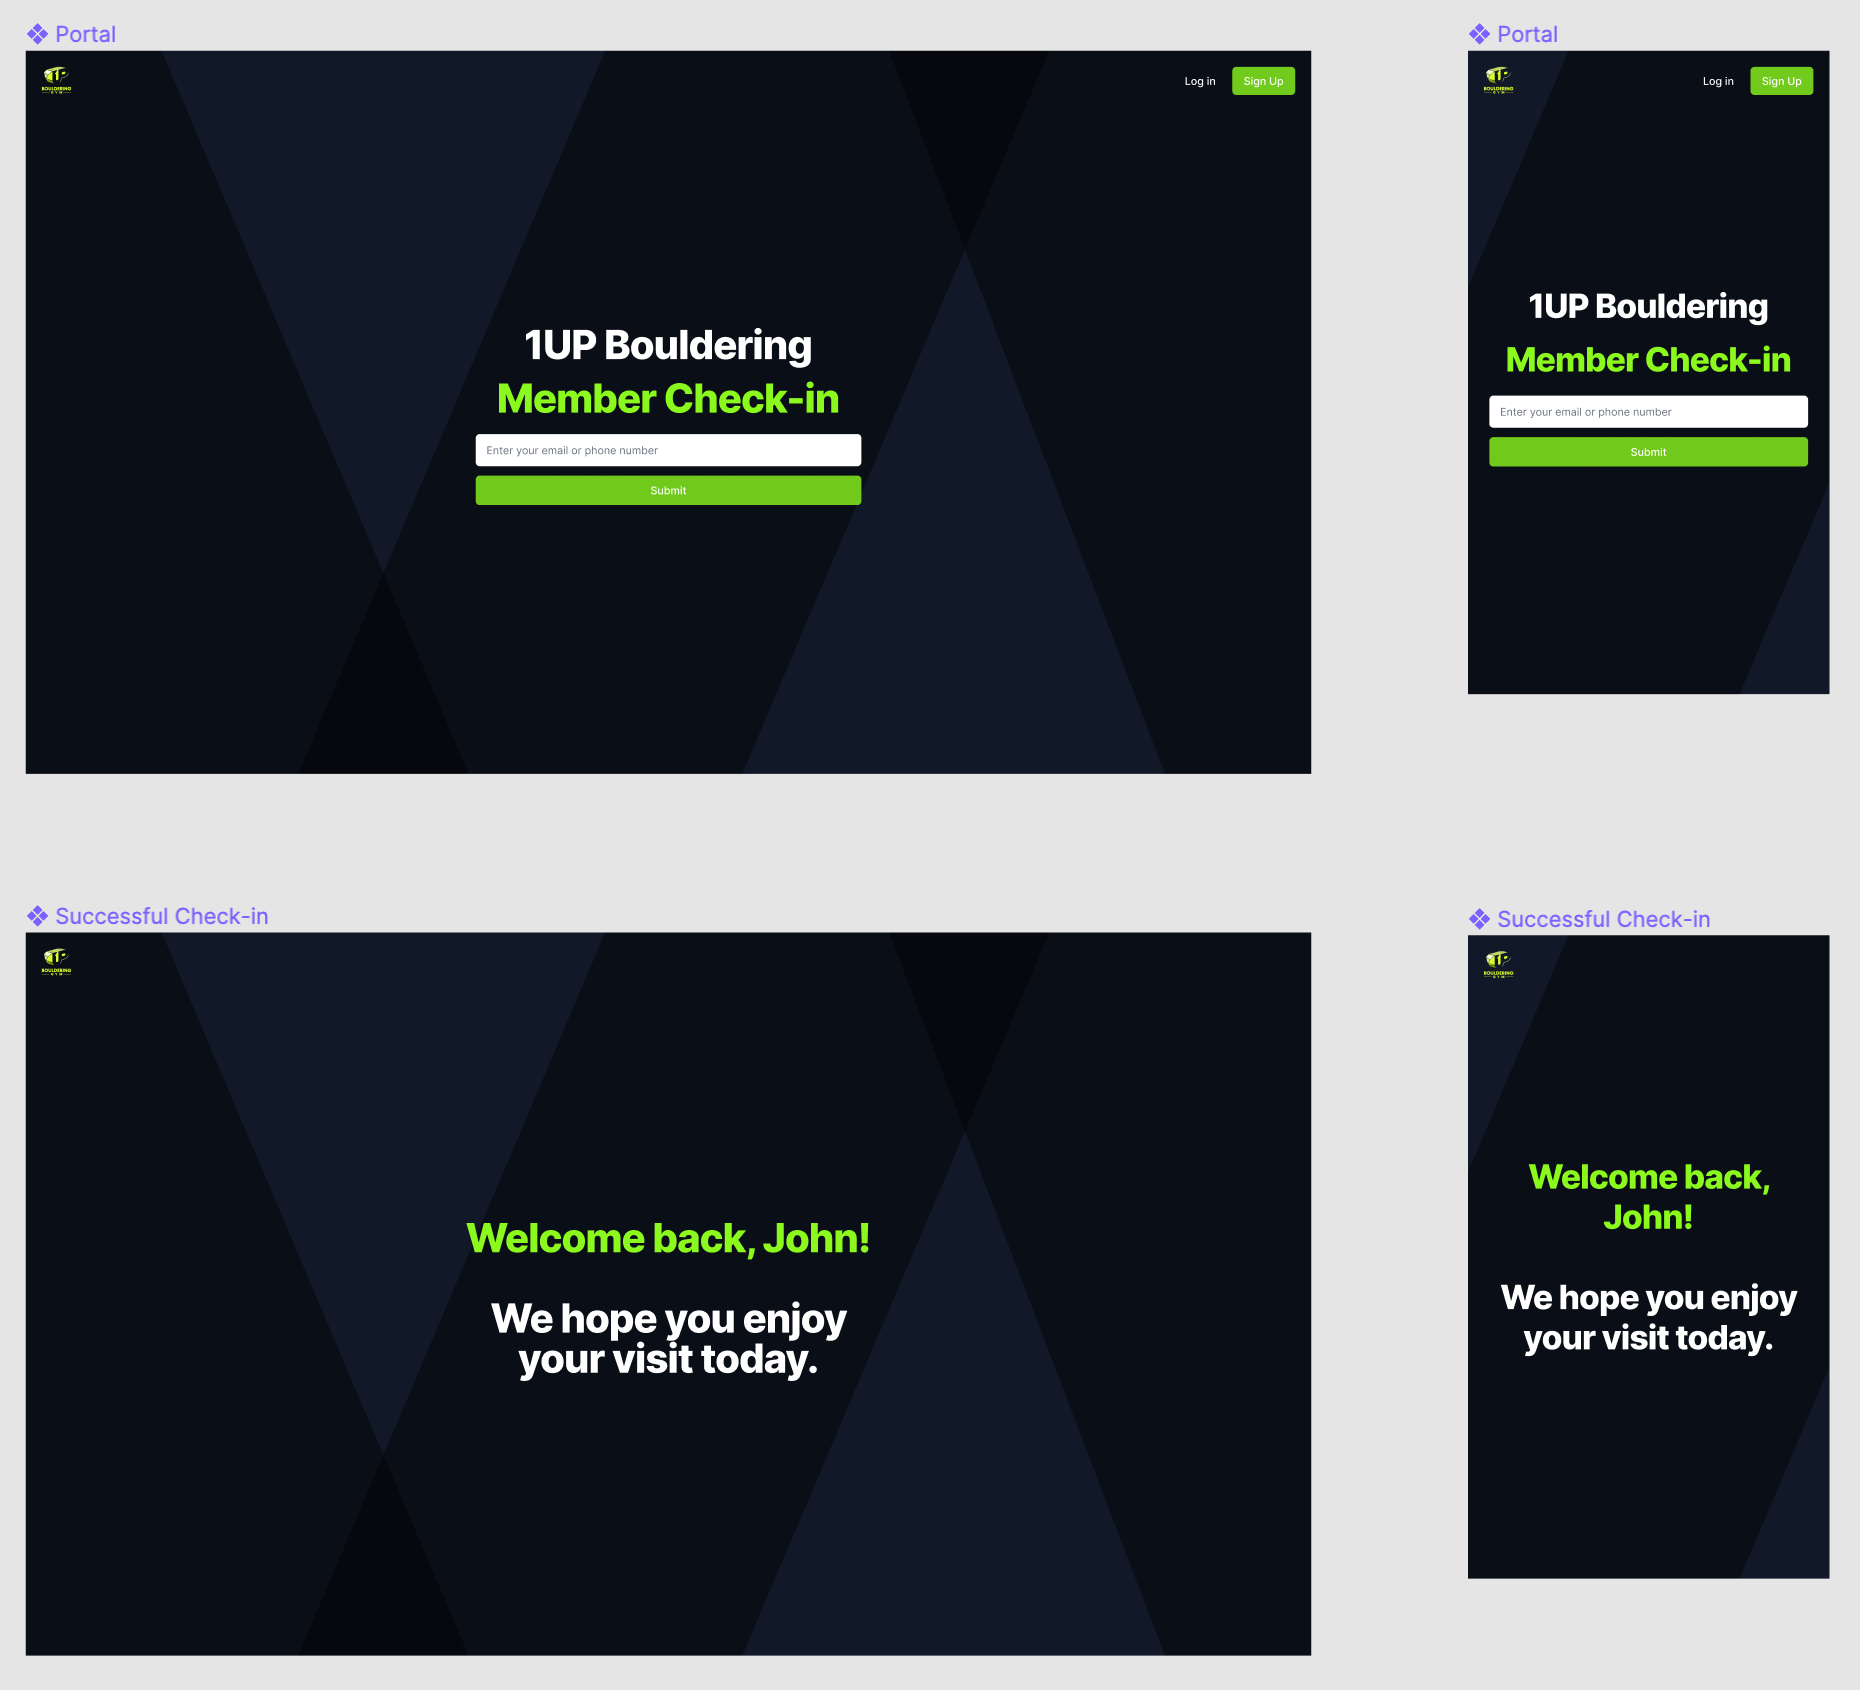 Portal
BOULDERING
GYM
Log in
Sign Up
1UP Bouldering
Member Check-in
Enter your email or phone number
Submit
Portal
BOULDERING
GYM
Log in
Sign Up
1UP Bouldering
Member Check-in
Enter your email or phone number
Submit
Successful Check-in
BOULDERING
GYM
Welcome back, John!
We hope you enjoy
your visit today.
Successful Check-in
BOULDERING
GYM
Welcome back,
John!
We hope you enjoy
your visit today.